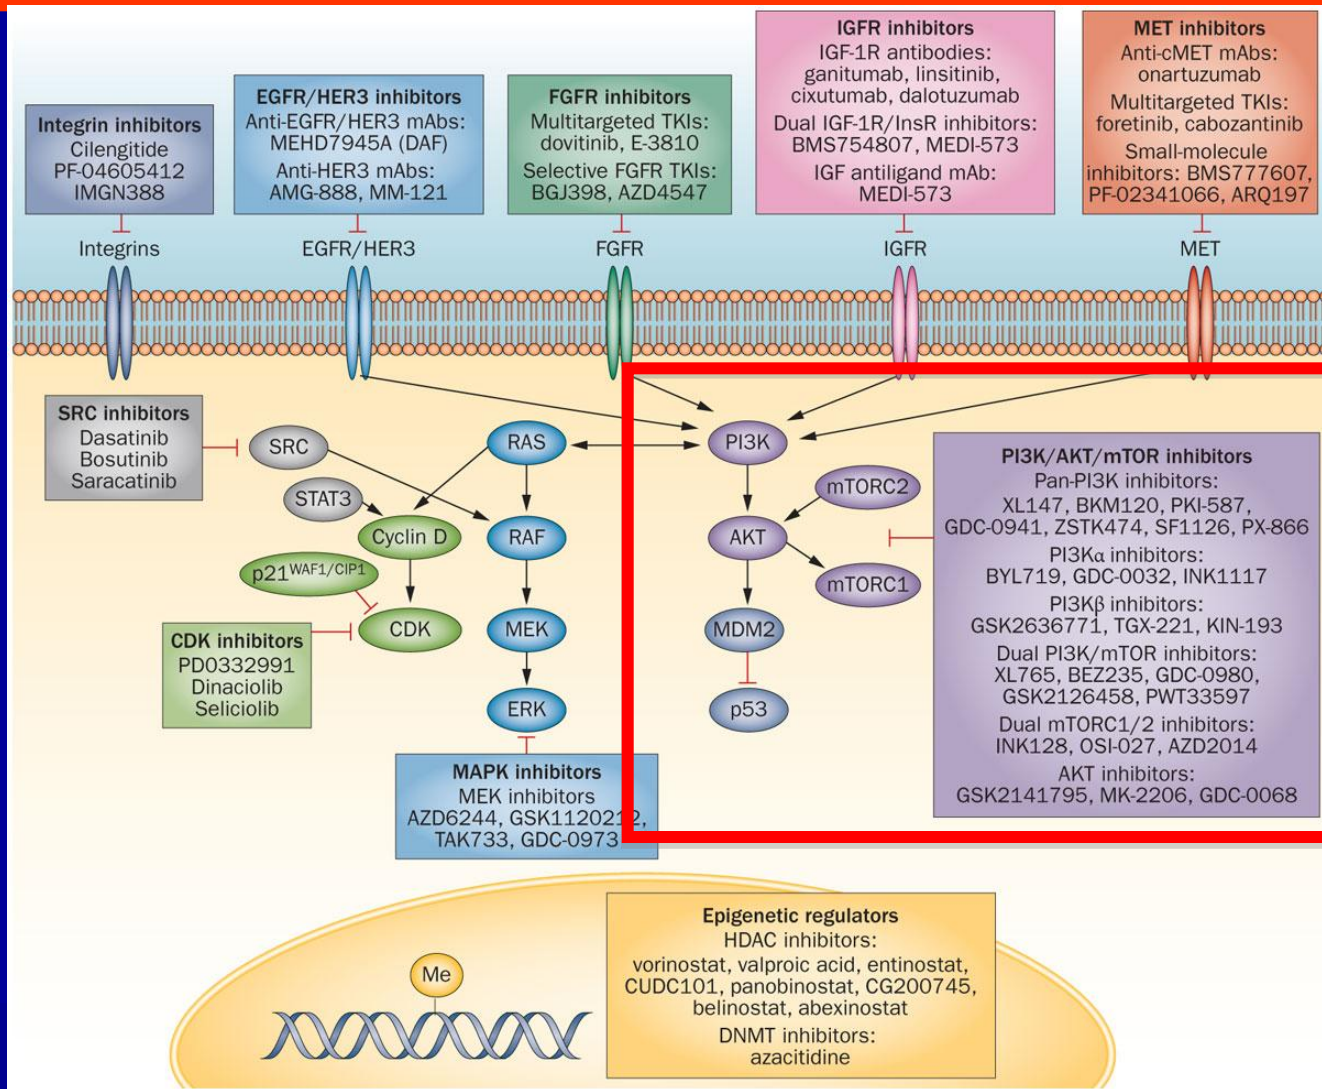 Integrin inhibitors
Cilengitide
PF-04605412
IMGN388
EGFR/HER3 inhibitors
Anti-EGFR/HER3 mAbs:
MEHD7945A (DAF)
Anti-HER3 mAbs:
AMG-888, MM-121
FGFR inhibitors
Multitargeted TKIs:
dovitinib, E-3810
Selective FGFR TKIs:
BGJ398, AZD4547
IGFR inhibitors
IGF-1R antibodies:
ganitumab, linsitinib,
cixutumab, dalotuzumab
Dual IGF-1R/InsR inhibitors:
BMS754807, MEDI-573
IGF antiligand mAb:
MEDI-573
MET inhibitors
Anti-cMET mAbs:
onartuzumab
Multitargeted TKIs:
foretinib, cabozantinib
Small-molecule
inhibitors: BMS777607,
PF-02341066, ARQ197
Integrins
EGFR/HER3
FGFR
IGFR
MET
SRC inhibitors
Dasatinib
Bosutinib
Saracatinib
SRC
STAT3
Cyclin D
p21WAF1/CIP1
CDK
CDK inhibitors
PD0332991
Dinaciolib
Seliciolib
RAS
RAF
MEK
ERK
MAPK inhibitors
MEK inhibitors
AZD6244, GSK1120212,
TAK733, GDC-0973
PI3K
mTORC2
AKT
mTORC1
MDM2
p53
PI3K/AKT/mTOR inhibitors
Pan-PI3K inhibitors:
XL147, BKM120, PKI-587,
GDC-0941, ZSTK474, SF1126, PX-866
PI3Kα inhibitors:
BYL719, GDC-0032, INK1117
PI3Kβ inhibitors:
GSK2636771, TGX-221, KIN-193
Dual PI3K/mTOR inhibitors:
XL765, BEZ235, GDC-0980,
GSK2126458, PWT33597
Dual mTORC1/2 inhibitors:
INK128, OSI-027, AZD2014
AKT inhibitors:
GSK2141795, MK-2206, GDC-0068
Me
Epigenetic regulators
HDAC inhibitors:
vorinostat, valproic acid, entinostat,
CUDC101, panobinostat, CG200745,
belinostat, abexinostat
DNMT inhibitors:
azacitidine